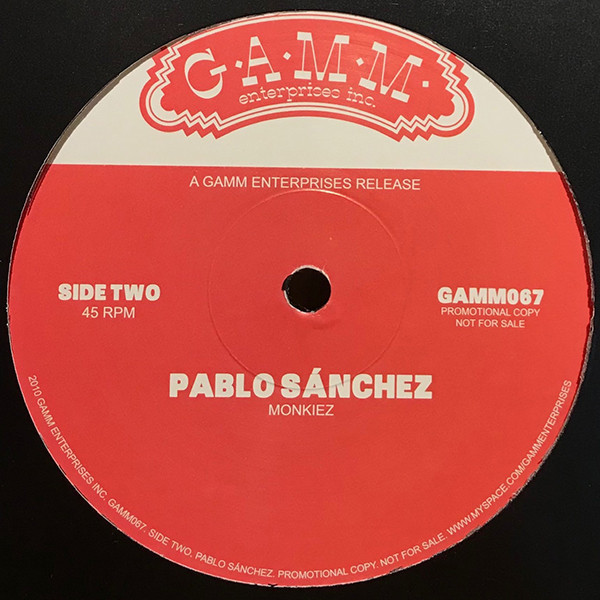 G·A·M·M·
enterprises inc.
A GAMM ENTERPRISES RELEASE
SIDE TWO
45 RPM
GAMM067
PROMOTIONAL COPY
NOT FOR SALE
PABLO SÁNCHEZ
MONKIEZ
2010 GAMM ENTERPRISES INC. GAMM067. SIDE TWO. PABLO SÁNCHEZ. PROMOTIONAL COPY. NOT FOR SALE. WWW.MYSPACE.COM/GAMMENTERPRISES